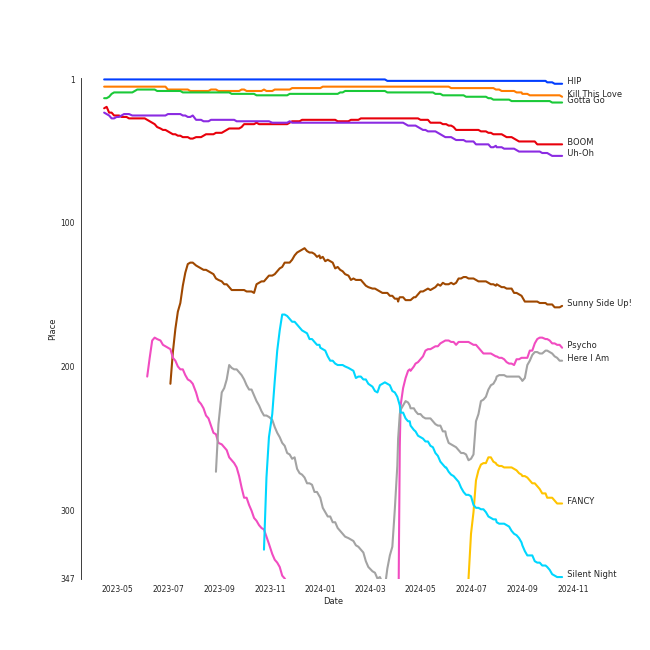 1
100
200
300
347
Place
HIP
Kill This Love
Gotta Go
BOOM
Uh-Oh
Sunny Side Up!
Psycho
Here I Am
FANCY
Silent Night
2023-05 2023-07 2023-09 2023-11 2024-01 2024-03 2024-05 2024-07 2024-09 2024-11
Date